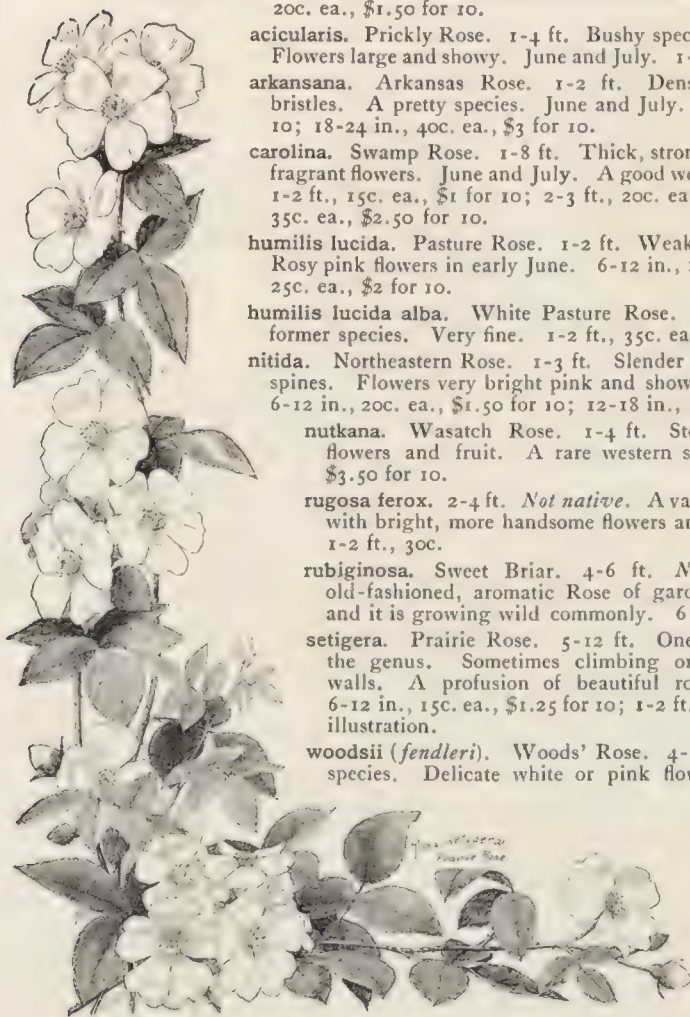 20c. ea., $1.50 for 10.
acicularis. Prickly Rose. 1-4 ft. Bushy spec
Flowers large and showy. June and July. 1-
arkansana. Arkansas Rose. 1-2 ft. Dens
bristles. A pretty species. June and July.
10; 18-24 in., 40c. ea., $3 for 10.
carolina. Swamp Rose. 1-8 ft. Thick, stron
fragrant flowers. June and July. A good we
1-2 ft., 15c. ea., $1 for 10; 2-3 ft., 20c. ea
35c. ea., $2.50 for 10.
humilis lucida. Pasture Rose. 1-2 ft. Weak
Rosy pink flowers in early June. 6-12 in.,
25c. ea., $2 for 10.
humilis lucida alba. White Pasture Rose.
former species. Very fine. 1-2 ft., 35c. ea
nitida. Northeastern Rose. 1-3 ft. Slender
spines. Flowers very bright pink and show
6-12 in., 20c. ea., $1.50 for 10; 12-18 in.,
nutkana. Wasatch Rose. 1-4 ft. Sto
flowers and fruit. A rare western s
$3.50 for 10.
rugosa ferox. 2-4 ft. Not native. A va
with bright, more handsome flowers an
1-2 ft., 30c.
rubiginosa. Sweet Briar. 4-6 ft. N
old-fashioned, aromatic Rose of gard
and it is growing wild commonly. 6
setigera. Prairie Rose. 5-12 ft. One
the genus. Sometimes climbing or
walls. A profusion of beautiful ro
6-12 in., 15c. ea., $1.25 for 10; 1-2 ft.
illustration.
woodsii (fendleri). Woods' Rose. 4-
species. Delicate white or pink flow
setigera
Prairie Rose